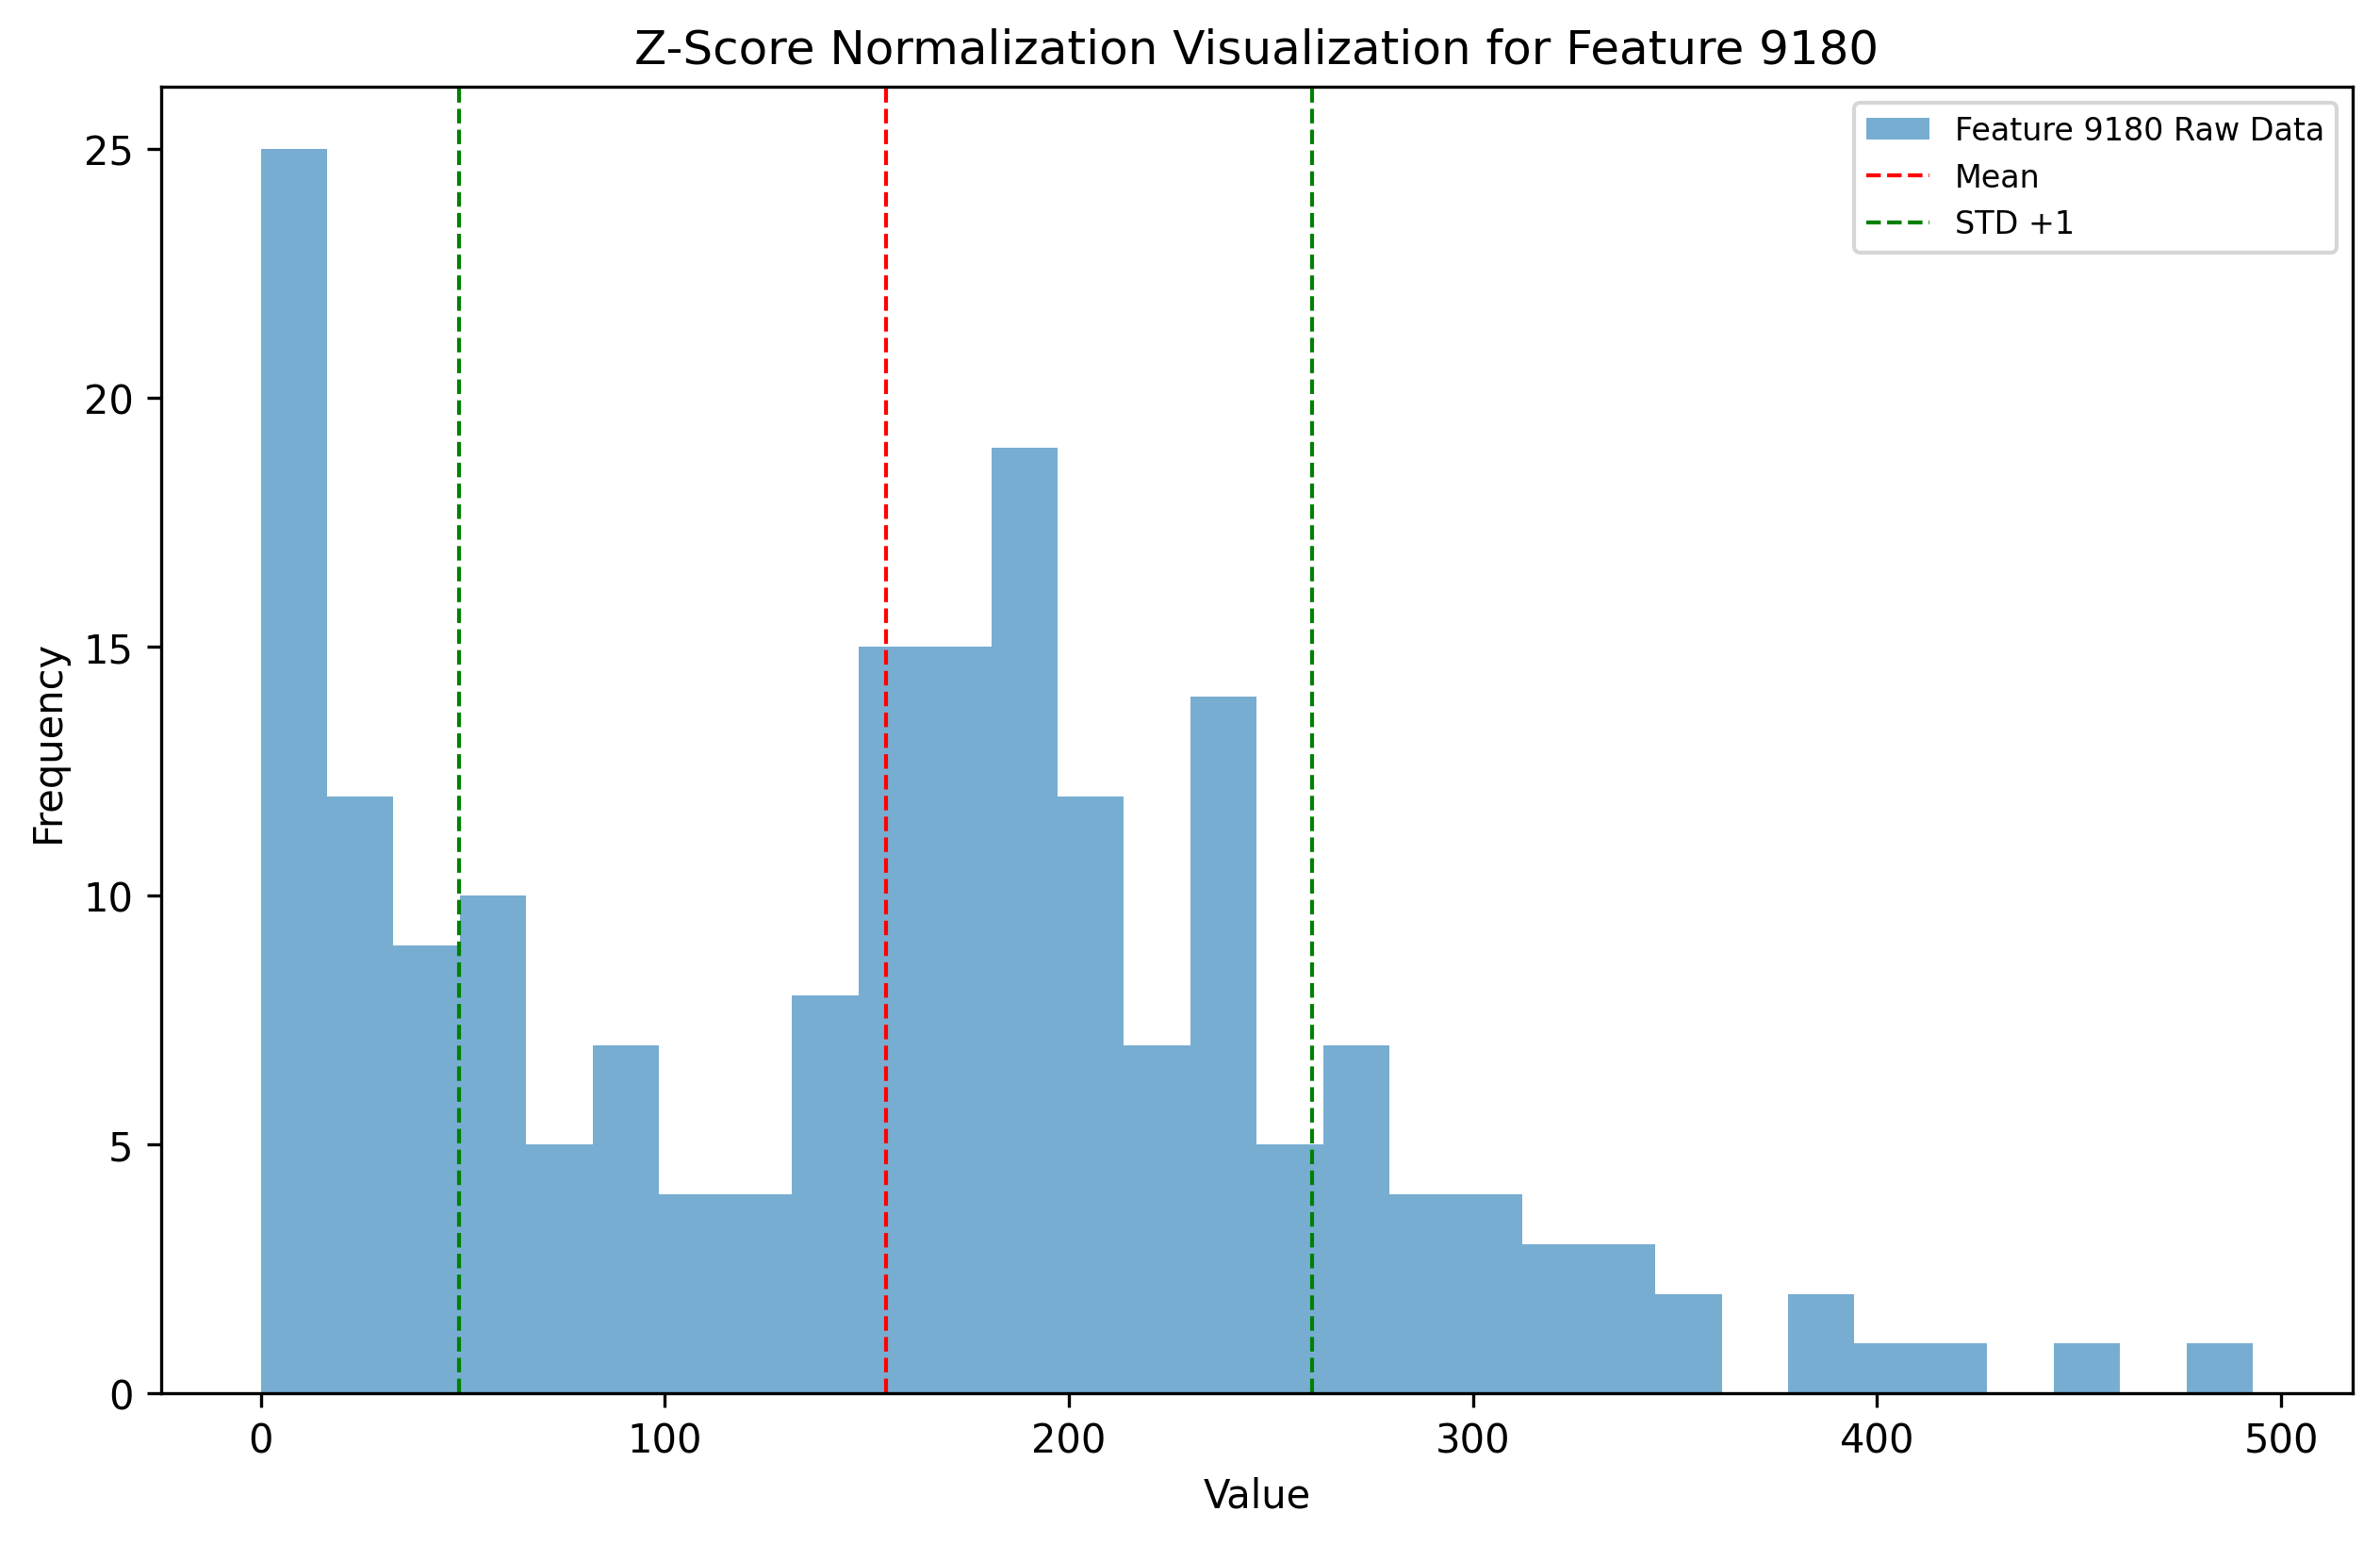 Z-Score Normalization Visualization for Feature 9180
Feature 9180 Raw Data
Mean
STD +1
25
20
15
10
5
0
Frequency
0 100 200 300 400 500
Value